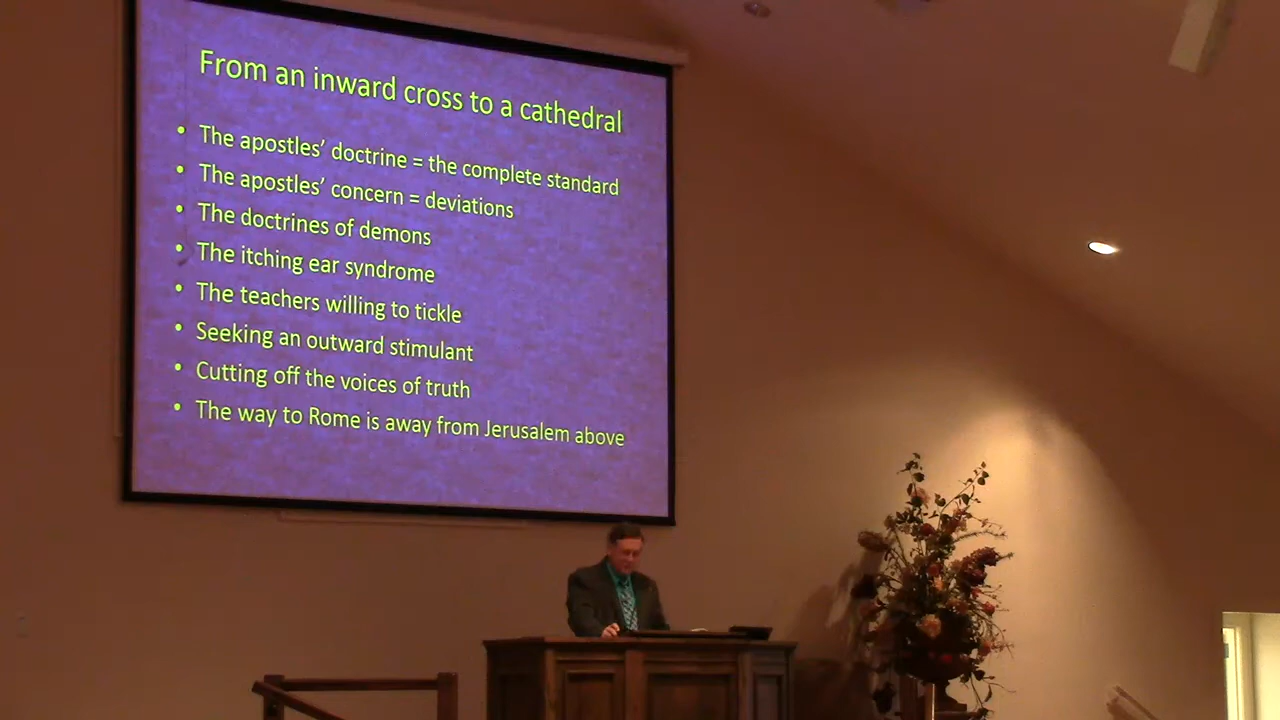 From an inward cross to a cathedral
• The apostles’ doctrine = the complete standard
• The apostles’ concern = deviations
• The doctrines of demons
• The itching ear syndrome
• The teachers willing to tickle
• Seeking an outward stimulant
• Cutting off the voices of truth
• The way to Rome is away from Jerusalem above